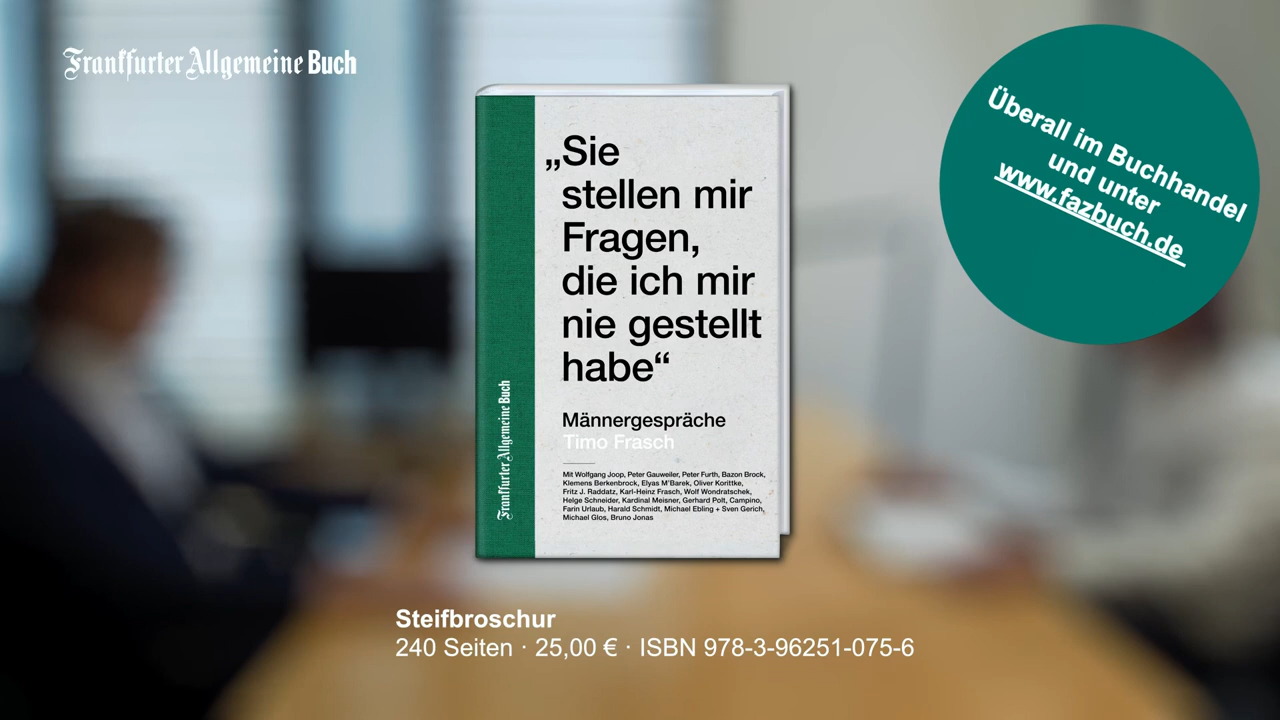 Frankfurter Allgemeine Buch
Überall im Buchhandel
und unter
www.fazbuch.de
„Sie
stellen mir
Fragen,
die ich mir
nie gestellt
habe“
Männergespräche
Timo Frasch
Mit Wolfgang Joop, Peter Gauweiler, Peter Furth, Bazon Brock,
Klemens Berkenbrock, Elyas M’Barek, Oliver Korittke,
Fritz J. Raddatz, Karl-Heinz Frasch, Wolf Wondratschek,
Helge Schneider, Kardinal Meisner, Gerhard Polt, Campino,
Farin Urlaub, Harald Schmidt, Michael Ebling + Sven Gerich,
Michael Glos, Bruno Jonas
Frankfurter Allgemeine Buch
Steifbroschur
240 Seiten · 25,00 € · ISBN 978-3-96251-075-6